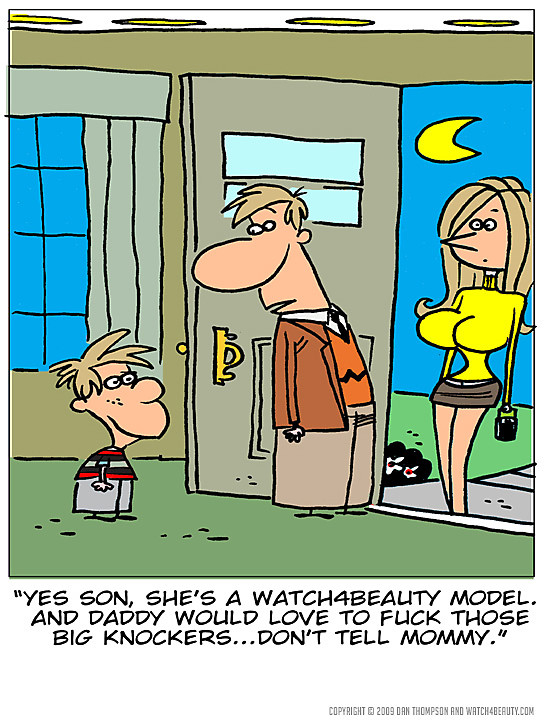 "YES SON, SHE'S A WATCH4BEAUTY MODEL.
AND DADDY WOULD LOVE TO FUCK THOSE
BIG KNOCKERS...DON'T TELL MOMMY."
COPYRIGHT © 2009 DAN THOMPSON AND WATCH4BEAUTY.COM